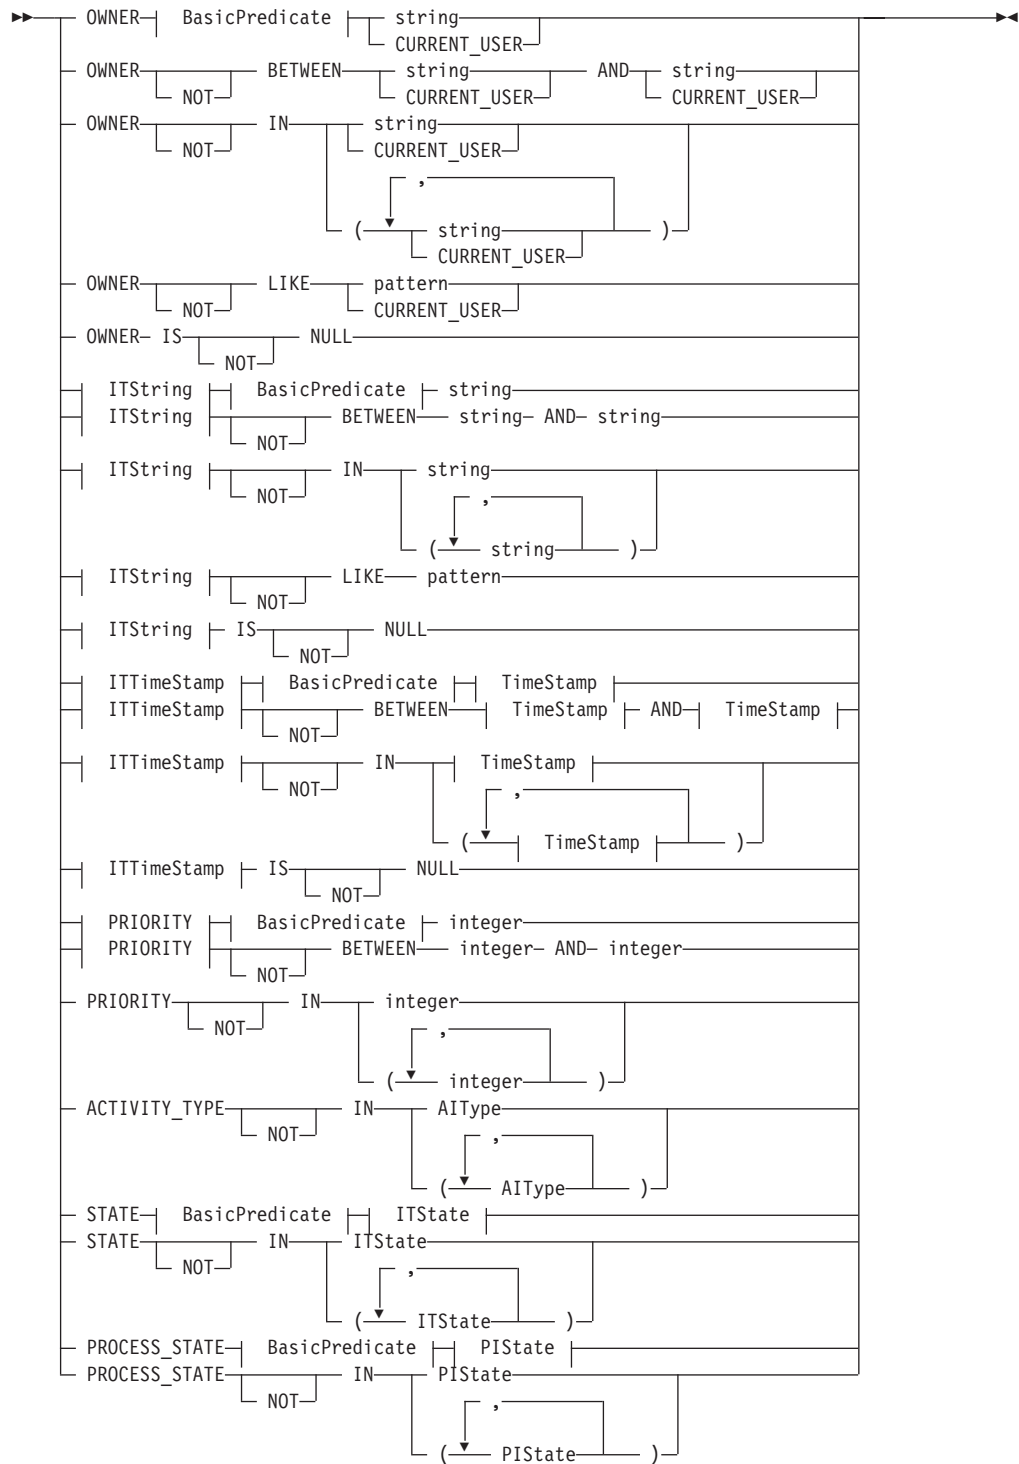 OWNER BasicPredicate string
CURRENT_USER
OWNER BETWEEN string AND string
NOT CURRENT_USER CURRENT_USER
OWNER IN string
NOT CURRENT_USER
,
( string )
CURRENT_USER
OWNER LIKE pattern
NOT CURRENT_USER
OWNER IS NULL
NOT
ITString BasicPredicate string
ITString BETWEEN string AND string
NOT
ITString IN string
NOT ,
( string )
ITString LIKE pattern
NOT
ITString IS NULL
NOT
ITTimeStamp BasicPredicate TimeStamp
ITTimeStamp BETWEEN TimeStamp AND TimeStamp
NOT
ITTimeStamp IN TimeStamp
NOT ,
( TimeStamp )
ITTimeStamp IS NULL
NOT
PRIORITY BasicPredicate integer
PRIORITY BETWEEN integer AND integer
NOT
PRIORITY IN integer
NOT ,
( integer )
ACTIVITY_TYPE IN AIType
NOT ,
( AIType )
STATE BasicPredicate ITState
STATE IN ITState
NOT ,
( ITState )
PROCESS_STATE BasicPredicate PIState
PROCESS_STATE IN PIState
NOT ,
( PIState )